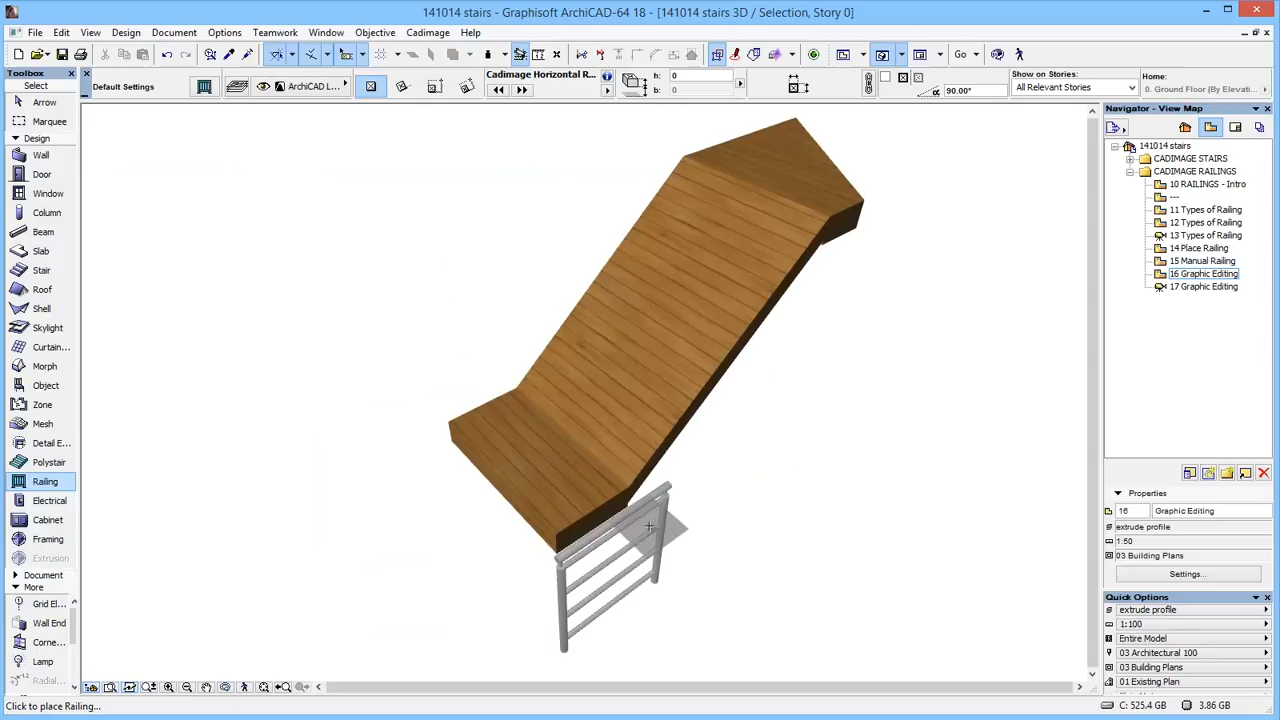 141014 stairs - Graphisoft ArchiCAD-64 18 - [141014 stairs 3D / Selection, Story 0]
File Edit View Design Document Options Teamwork Window Objective Cadimage Help
Go
Toolbox
Select
Arrow
Marquee
Design
Wall
Door
Window
Column
Beam
Slab
Stair
Roof
Shell
Skylight
Curtain...
Morph
Object
Zone
Mesh
Detail E...
Polystair
Railing
Electrical
Cabinet
Framing
Extrusion
Document
More
Grid El...
Wall End
Corne...
Lamp
Radial...
Default Settings
ArchiCAD L...
Cadimage Horizontal R...
h: 0
b: 0
90.00°
Show on Stories:
All Relevant Stories
Home:
0. Ground Floor (By Elevati...
Navigator - View Map
141014 stairs
CADIMAGE STAIRS
CADIMAGE RAILINGS
10 RAILINGS - Intro
---
11 Types of Railing
12 Types of Railing
13 Types of Railing
14 Place Railing
15 Manual Railing
16 Graphic Editing
17 Graphic Editing
Properties
16 Graphic Editing
extrude profile
1:50
03 Building Plans
Settings...
Quick Options
extrude profile
1:100
Entire Model
03 Architectural 100
03 Building Plans
01 Existing Plan
Click to place Railing...
C: 525.4 GB
3.86 GB